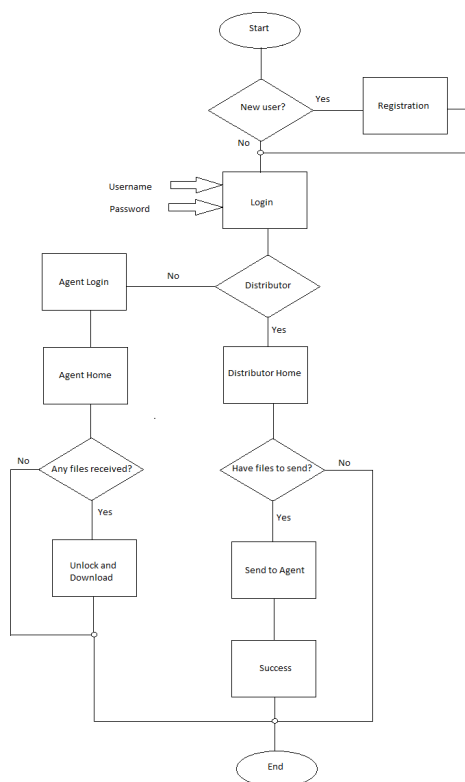 Start
New user?
Yes
Registration
No
Username
Password
Login
Agent Login
No
Distributor
Yes
Agent Home
Distributor Home
No
Any files received?
Have files to send?
No
Yes
Yes
Unlock and
Download
Send to Agent
Success
End